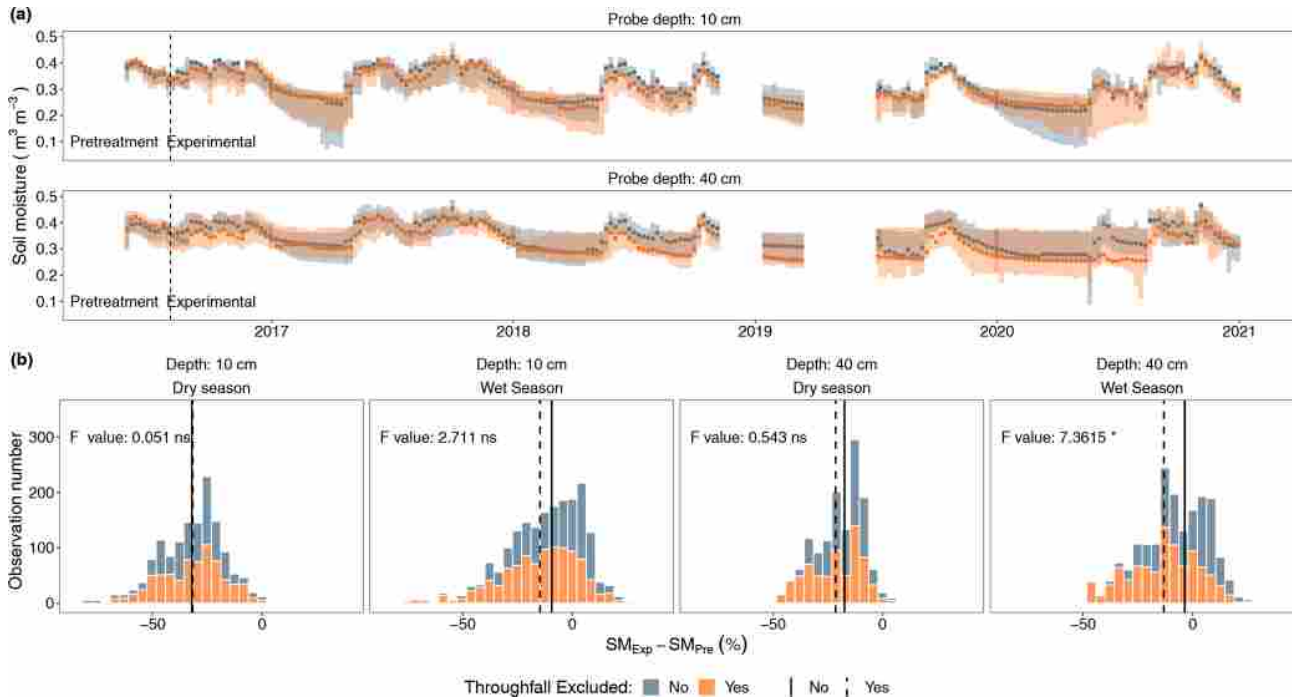 (a)
Probe depth: 10 cm
0.5
0.4
0.3
0.2
0.1
Pretreatment Experimental
Soil moisture ( m³ m⁻³ )
Probe depth: 40 cm
0.5
0.4
0.3
0.2
0.1
Pretreatment Experimental
2017 2018 2019 2020 2021
(b)
Depth: 10 cm Depth: 10 cm Depth: 40 cm Depth: 40 cm
Dry season Wet Season Dry season Wet Season
Observation number
300
200
100
0
F value: 0.051 ns F value: 2.711 ns F value: 0.543 ns F value: 7.3615 *
−50 0 −50 0 −50 0 −50 0
SM_Exp − SM_Pre (%)
Throughfall Excluded: No Yes No Yes